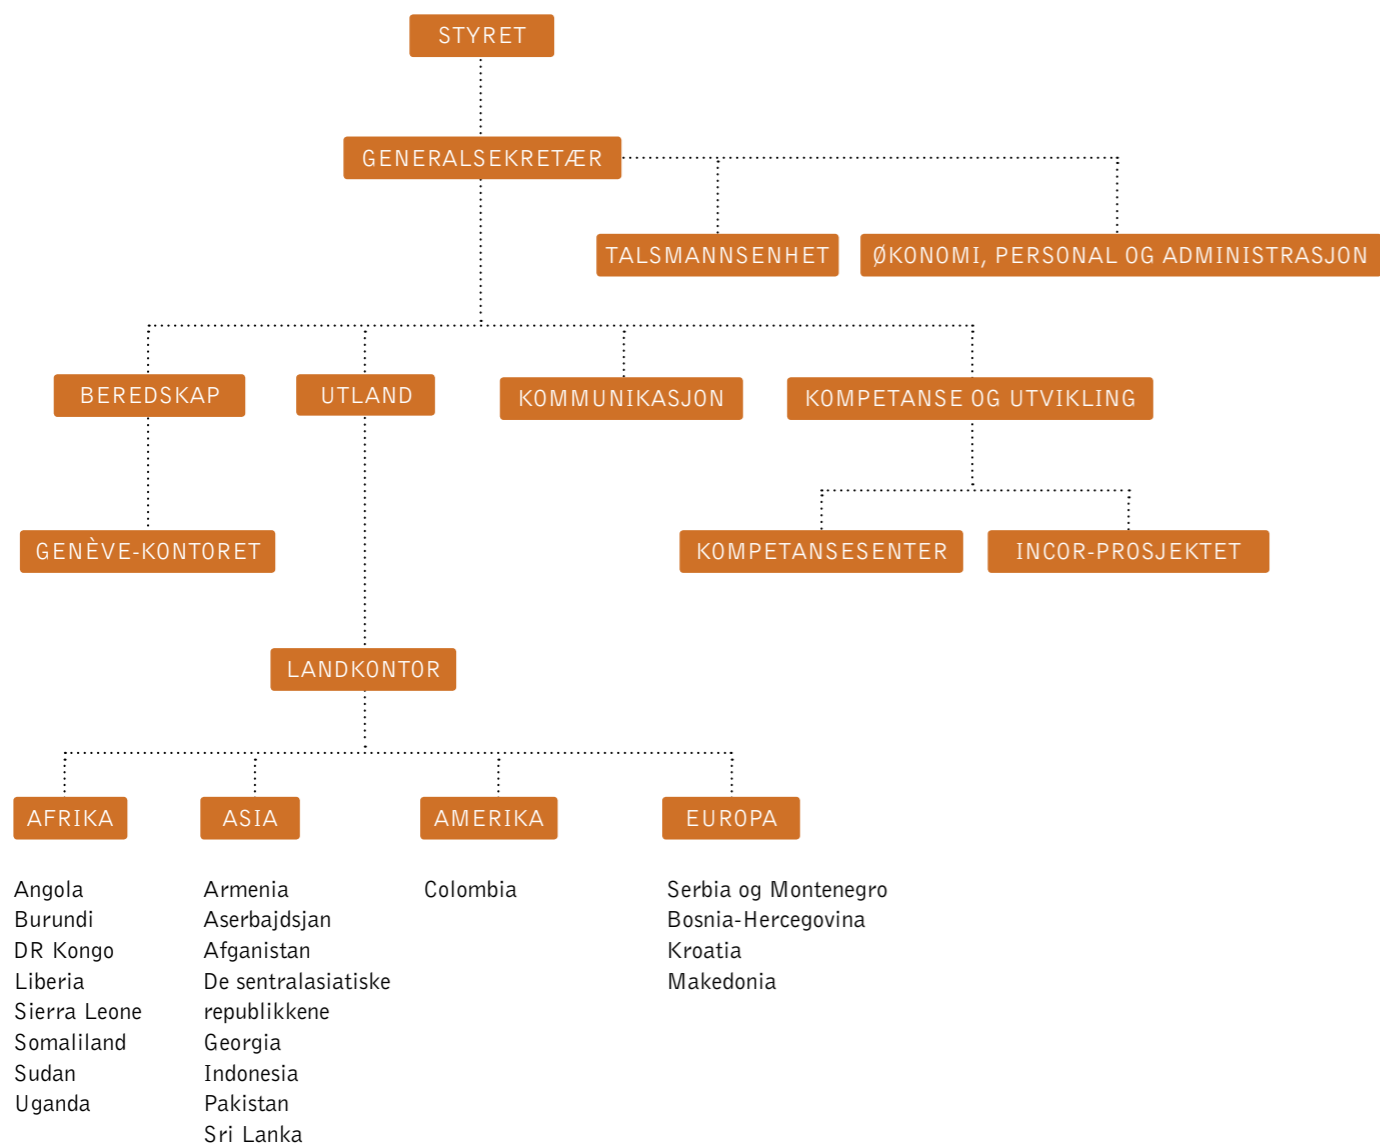 STYRET
GENERALSEKRETÆR
TALSMANNSENHET
ØKONOMI, PERSONAL OG ADMINISTRASJON
BEREDSKAP
UTLAND
KOMMUNIKASJON
KOMPETANSE OG UTVIKLING
GENÈVE-KONTORET
KOMPETANSESENTER
INCOR-PROSJEKTET
LANDKONTOR
AFRIKA
Angola
Burundi
DR Kongo
Liberia
Sierra Leone
Somaliland
Sudan
Uganda
ASIA
Armenia
Aserbajdsjan
Afganistan
De sentralasiatiske
republikkene
Georgia
Indonesia
Pakistan
Sri Lanka
AMERIKA
Colombia
EUROPA
Serbia og Montenegro
Bosnia-Hercegovina
Kroatia
Makedonia